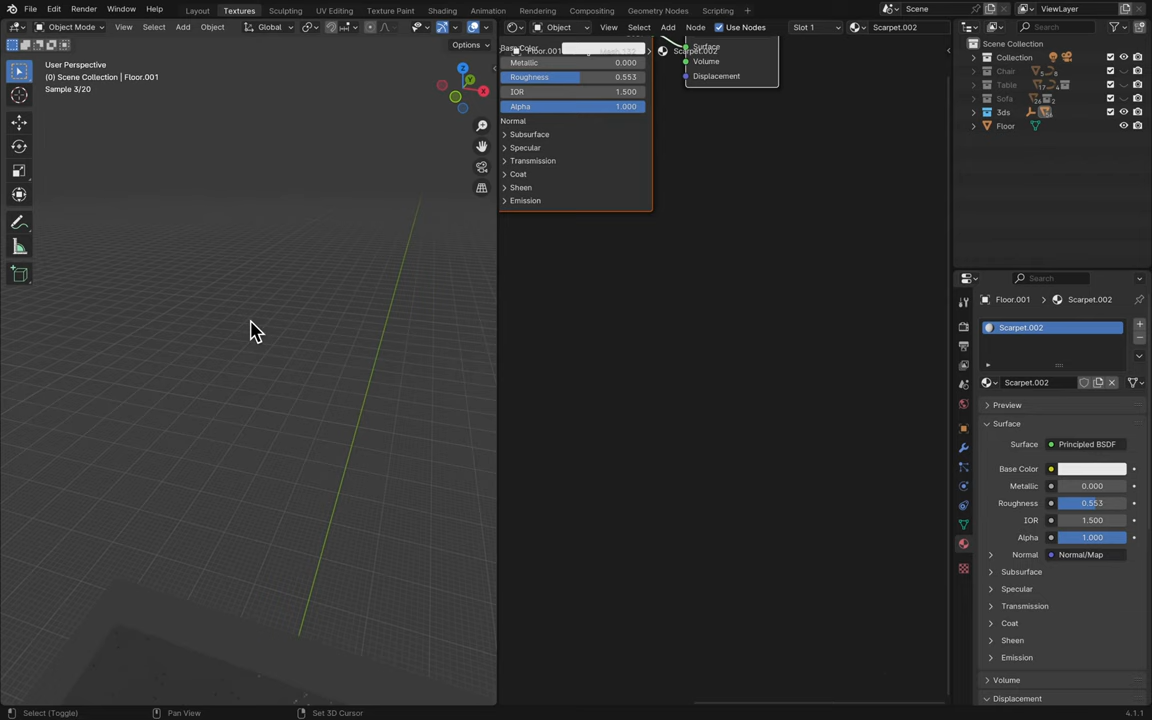 File Edit Render Window Help Layout Modeling Sculpting UV Editing Texture Paint Shading Animation Rendering Compositing Geometry Nodes Scripting Textures Scene ViewLayer
Object Mode View Select Add Object Global
Object View Select Add Node Use Nodes Slot 1 Scarpet.002
Options
User Perspective
(0) Scene Collection | Floor.001
Sample 3/20
Base Color
Floor.001 Scarpet.002
Metallic 0.000
Roughness 0.553
IOR 1.500
Alpha 1.000
Normal
Subsurface
Specular
Transmission
Coat
Sheen
Emission
Surface
Volume
Displacement
Scene Collection
Collection
Chair
Table
Sofa
3ds
Floor
Search
Floor.001 Scarpet.002
Scarpet.002
Scarpet.002
Preview
Surface
Surface Principled BSDF
Base Color
Metallic 0.000
Roughness 0.553
IOR 1.500
Alpha 1.000
Normal Normal/Map
Subsurface
Specular
Transmission
Coat
Sheen
Emission
Volume
Displacement
Select (Toggle) Pan View Set 3D Cursor 4.1.1